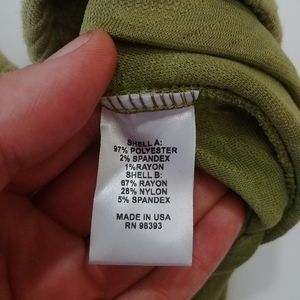 SHELL A:
97% POLYESTER
2% SPANDEX
1%RAYON
SHELL B:
67% RAYON
28% NYLON
5% SPANDEX
MADE IN USA
RN 98393